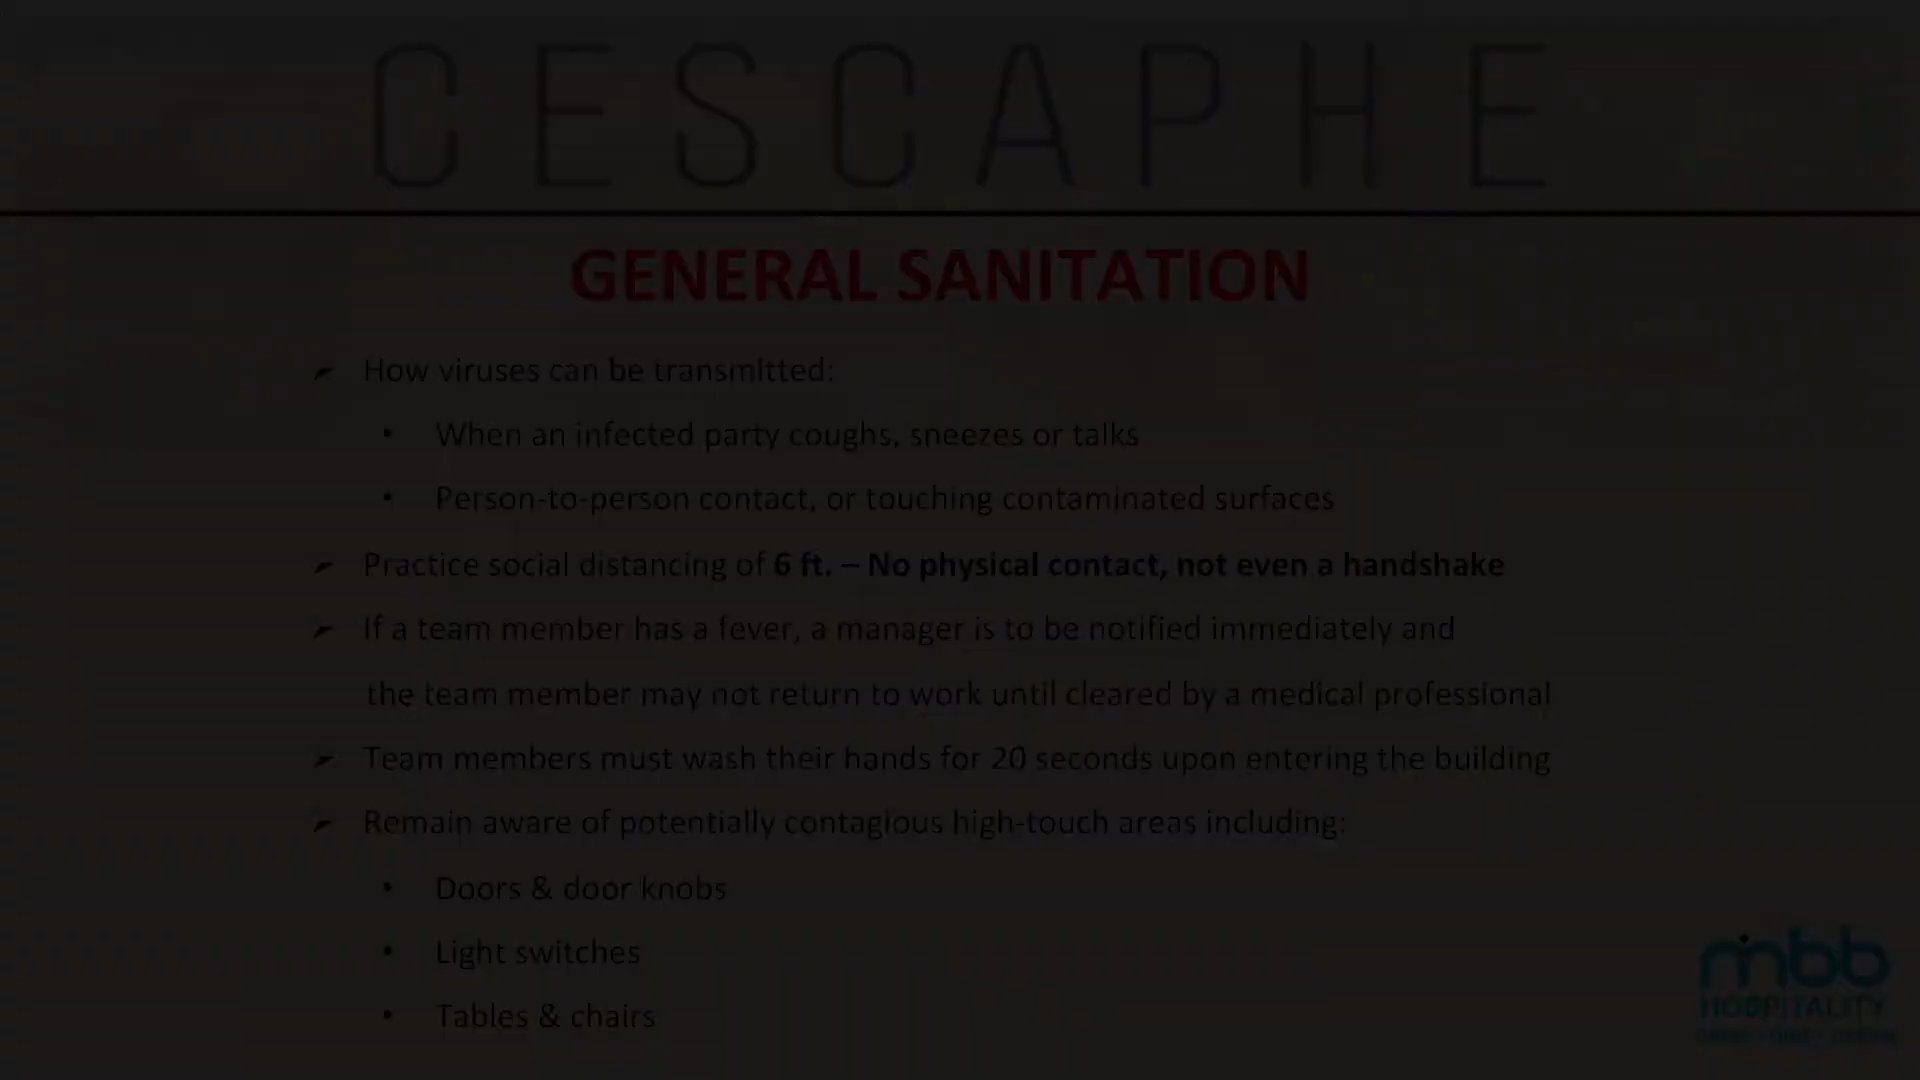 CESCAPHE
GENERAL SANITATION
How viruses can be transmitted:
• When an infected party coughs, sneezes or talks
• Person-to-person contact, or touching contaminated surfaces
Practice social distancing of 6 ft. – No physical contact, not even a handshake
If a team member has a fever, a manager is to be notified immediately and
the team member may not return to work until cleared by a medical professional
Team members must wash their hands for 20 seconds upon entering the building
Remain aware of potentially contagious high-touch areas including:
• Doors & door knobs
• Light switches
• Tables & chairs
mbb
HOSPITALITY